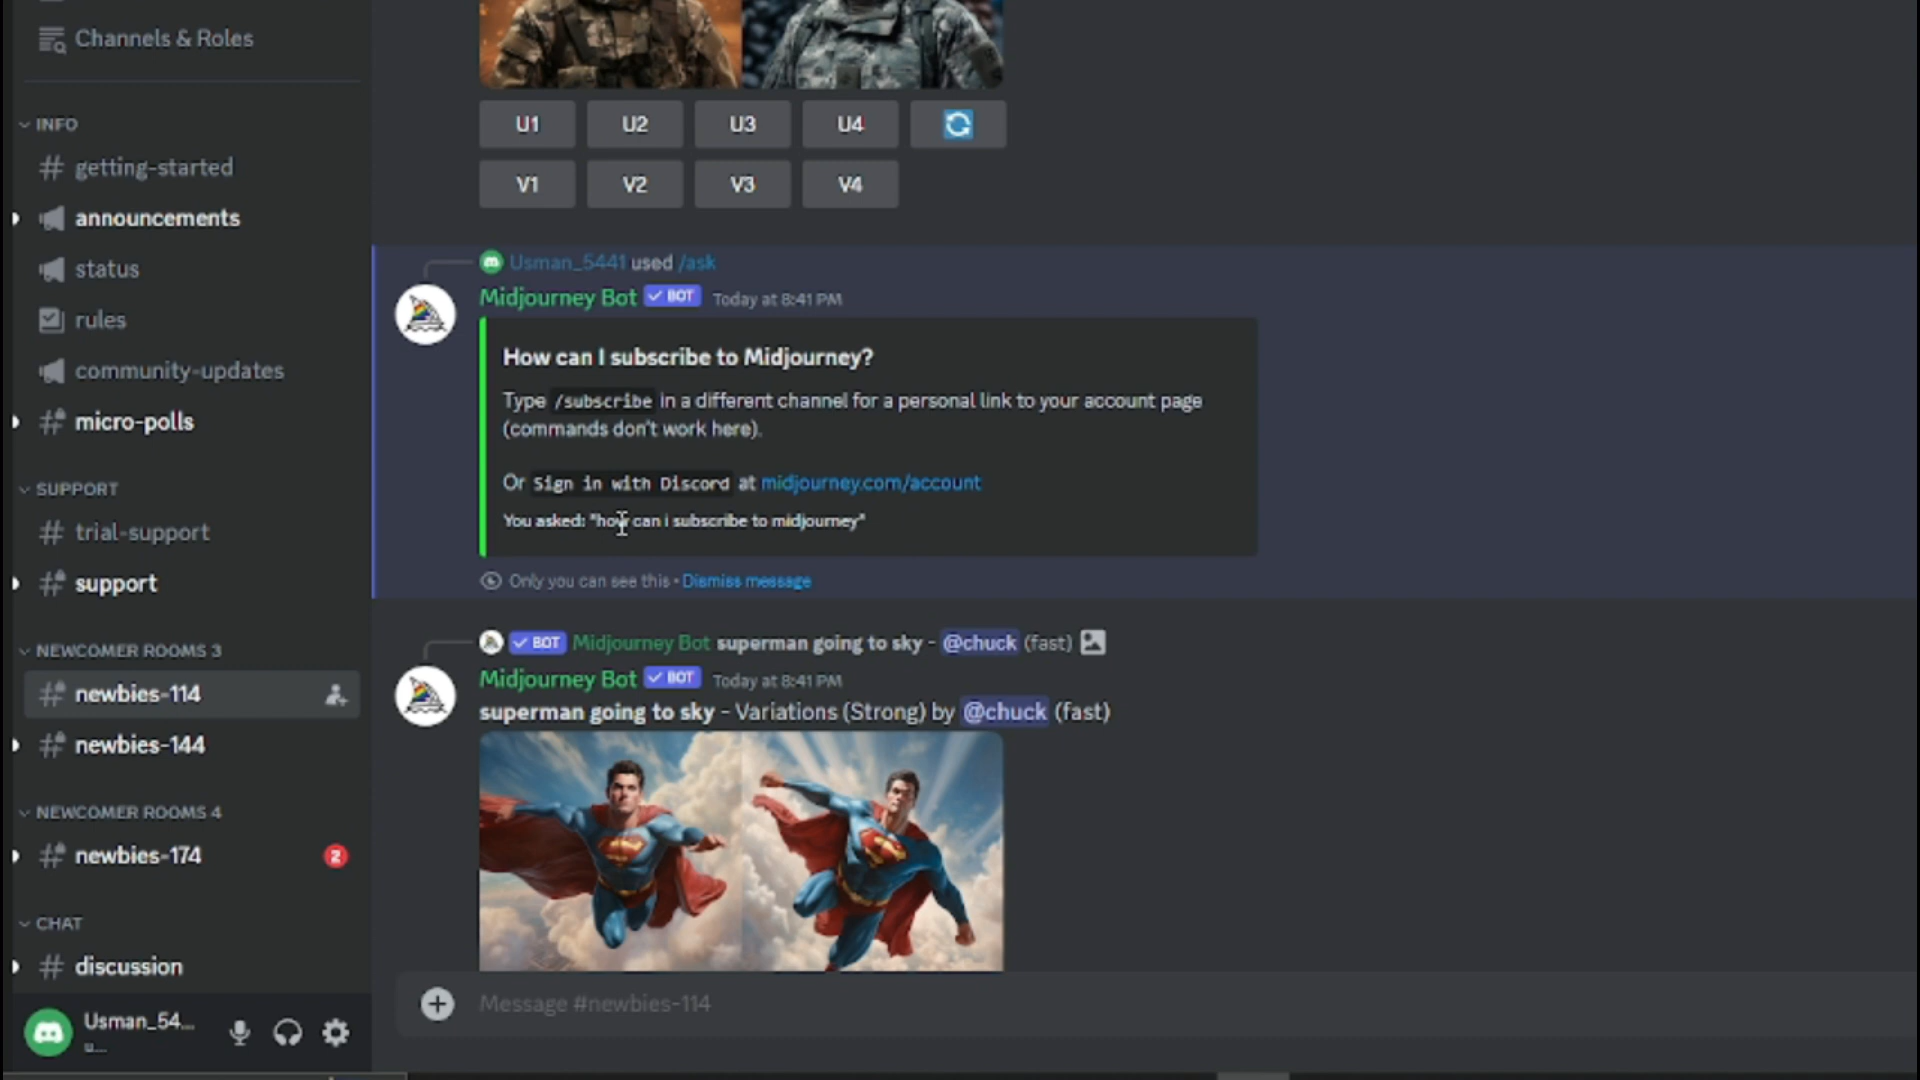 Channels & Roles
INFO
getting-started
announcements
status
rules
community-updates
micro-polls
SUPPORT
trial-support
support
NEWCOMER ROOMS 3
newbies-114
newbies-144
NEWCOMER ROOMS 4
newbies-174
2
CHAT
discussion
Usman_54...
u...
U1 U2 U3 U4
V1 V2 V3 V4
Usman_5441 used /ask
Midjourney Bot BOT Today at 8:41 PM
How can I subscribe to Midjourney?
Type /subscribe in a different channel for a personal link to your account page
(commands don't work here).
Or Sign in with Discord at midjourney.com/account
You asked: "how can i subscribe to midjourney"
Only you can see this • Dismiss message
BOT Midjourney Bot superman going to sky - @chuck (fast)
Midjourney Bot BOT Today at 8:41 PM
superman going to sky - Variations (Strong) by @chuck (fast)
Message #newbies-114